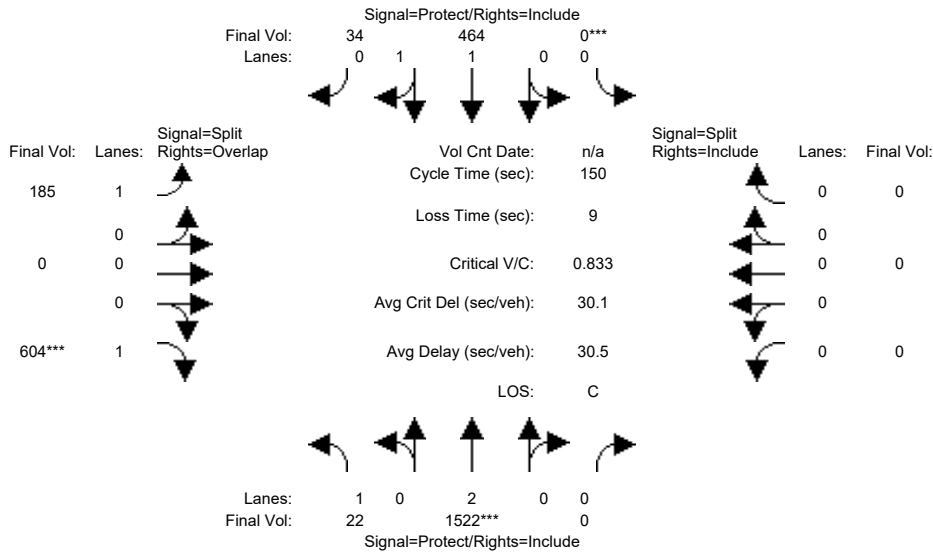 Signal=Protect/Rights=Include
Final Vol: 34 464 0***
Lanes: 0 1 1 0 0
Signal=Split Signal=Split
Final Vol: Lanes: Rights=Overlap Vol Cnt Date: n/a Rights=Include Lanes: Final Vol:
Cycle Time (sec): 150
185 1 0 0
Loss Time (sec): 9
0 0
0 0 Critical V/C: 0.833 0 0
0 Avg Crit Del (sec/veh): 30.1 0
604*** 1 Avg Delay (sec/veh): 30.5 0 0
LOS: C
Lanes: 1 0 2 0 0
Final Vol: 22 1522*** 0
Signal=Protect/Rights=Include